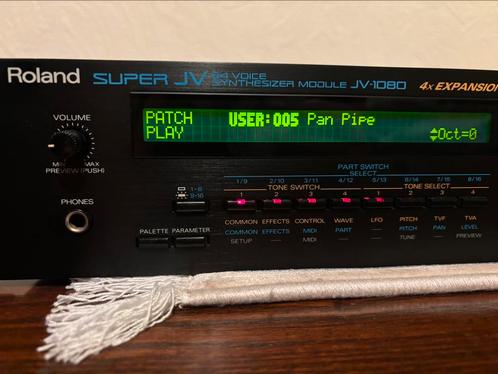 Roland SUPER JV 64 VOICE SYNTHESIZER MODULE JV-1080 4x EXPANSION
VOLUME
MIN MAX
PREVIEW (PUSH)
PHONES
PATCH USER:005 Pan Pipe
PLAY Oct=0
PART SWITCH
SELECT
1/9 2/10 3/11 4/12 5/13 6/14 7/15 8/16
TONE SWITCH TONE SELECT
1 2 3 4 1 2 3 4
1-8
9-16
COMMON EFFECTS CONTROL WAVE LFO PITCH TVF TVA
PALETTE PARAMETER COMMON EFFECTS MIDI PART PITCH PAN LEVEL
SETUP MIDI TUNE PREVIEW